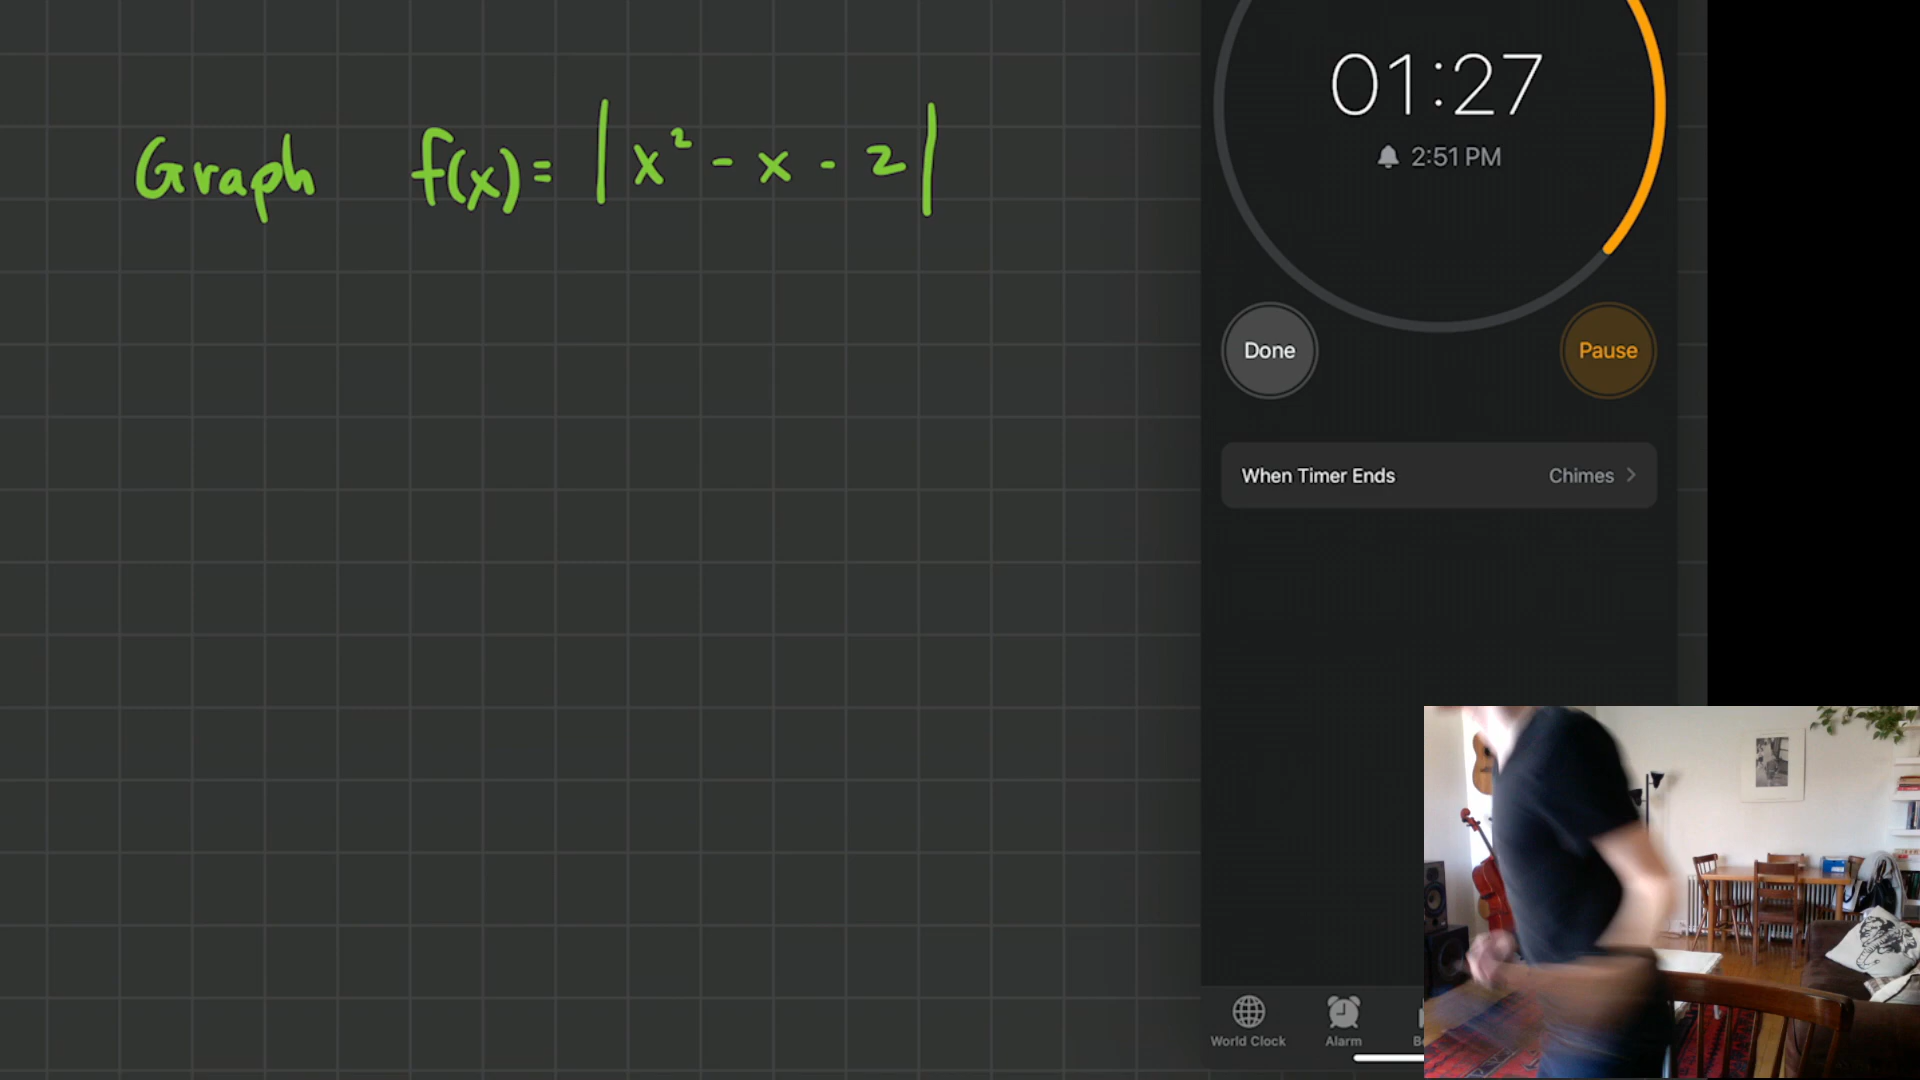 Graph f(x) = | x² - x - 2 |
01:27
2:51 PM
Done
Pause
When Timer Ends
Chimes
World Clock
Alarm